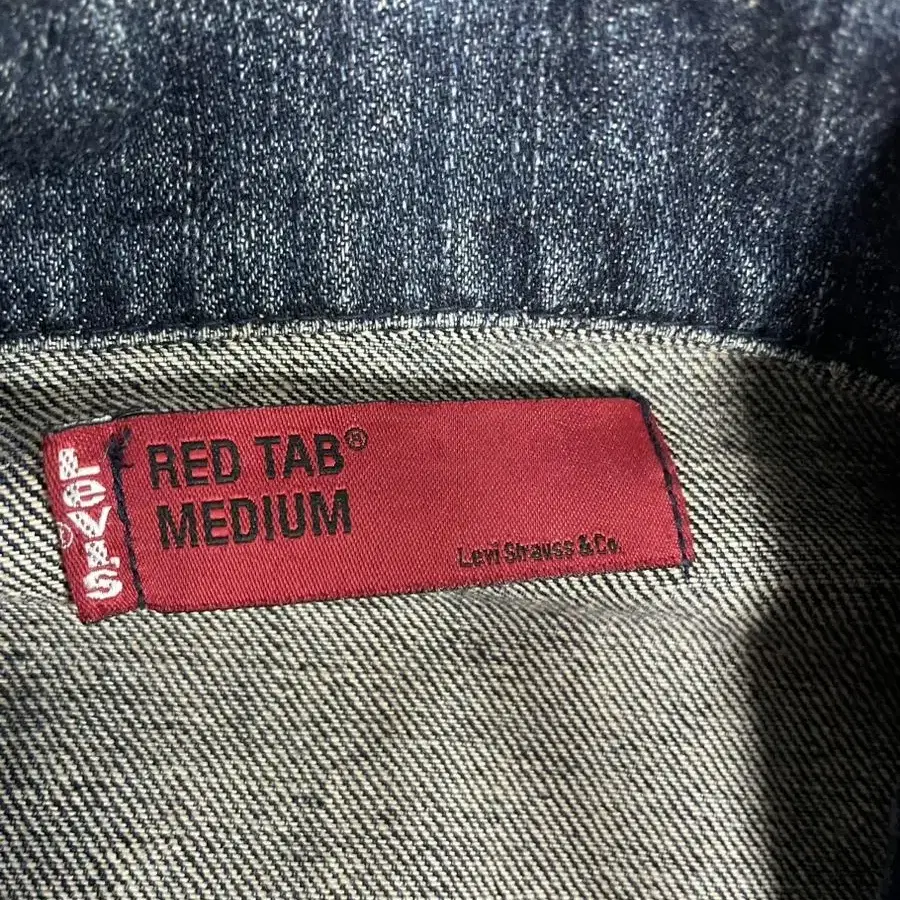 LEVI'S®
RED TAB®
MEDIUM
Levi Strauss & Co.